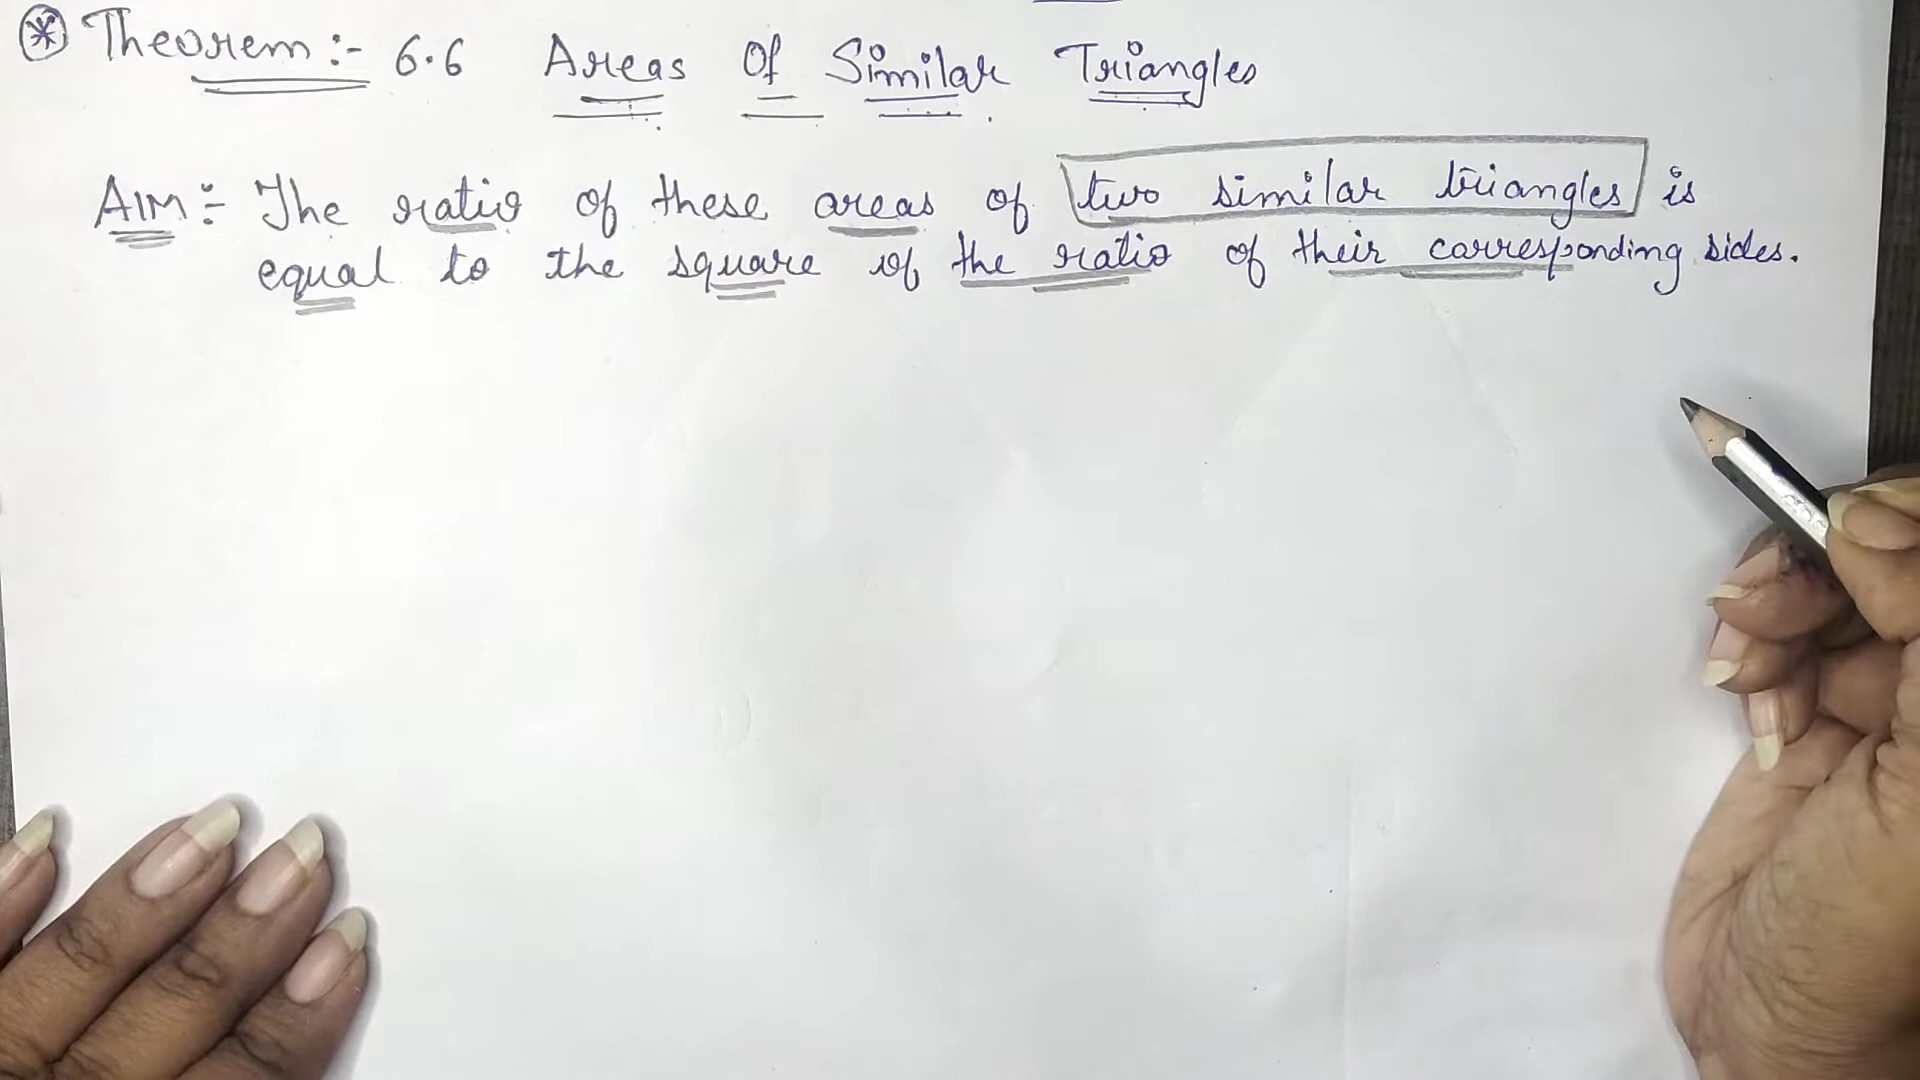 * Theorem :- 6.6 Areas Of Similar Triangles
AIM :- The ratio of these areas of two similar triangles is
equal to the square of the ratio of their corresponding sides.